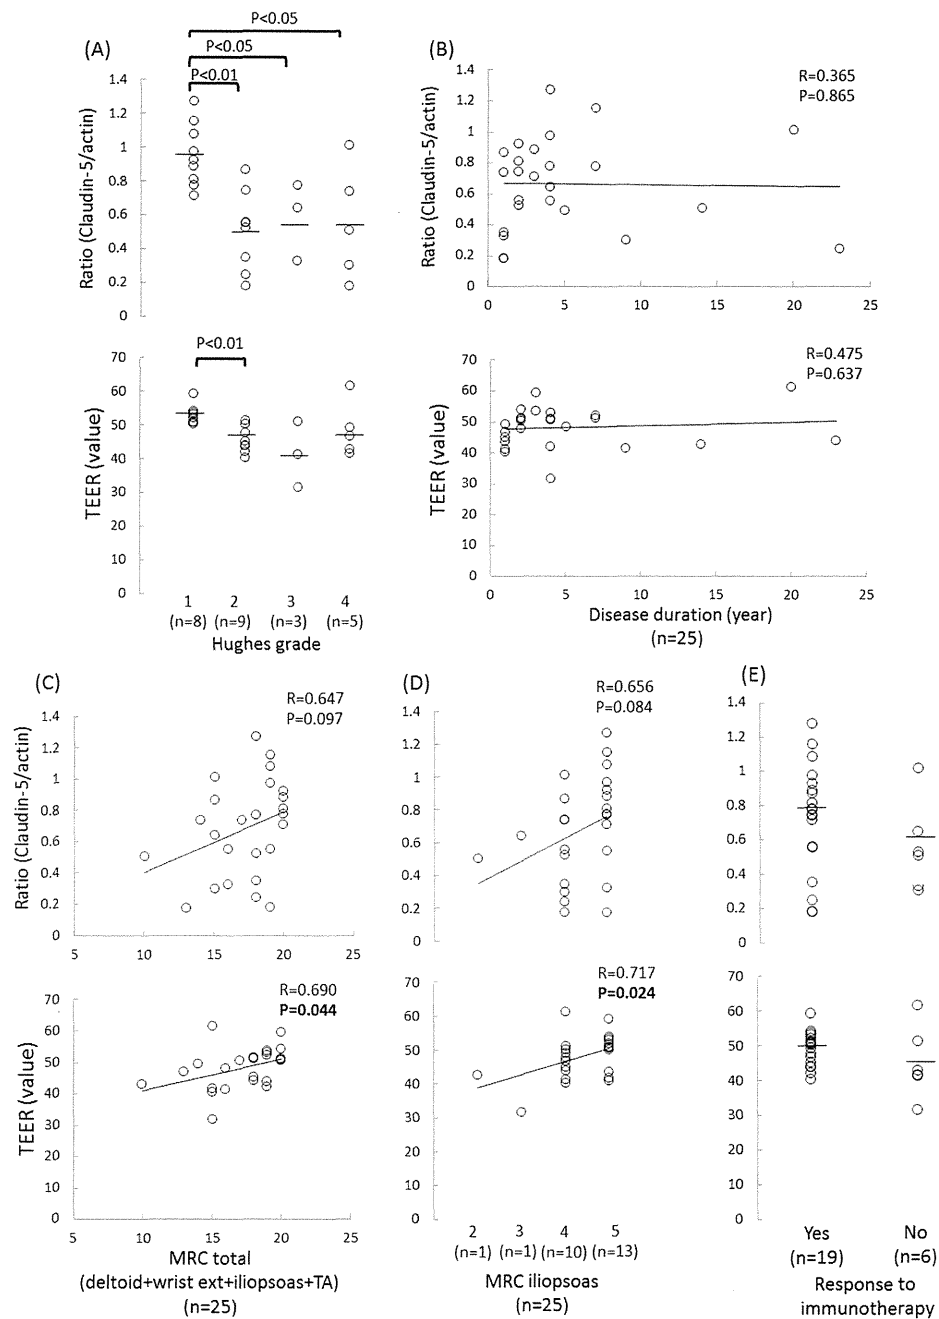 P<0.05
(A)
P<0.05
P<0.01
Ratio (Claudin-5/actin)
1.4
1.2
1
0.8
0.6
0.4
0.2
0
P<0.01
TEER (value)
70
60
50
40
30
20
10
0
1 2 3 4
(n=8) (n=9) (n=3) (n=5)
Hughes grade
(B)
R=0.365
P=0.865
Ratio (Claudin-5/actin)
1.4
1.2
1
0.8
0.6
0.4
0.2
0
0 5 10 15 20 25
R=0.475
P=0.637
TEER (value)
70
60
50
40
30
20
10
0
0 5 10 15 20 25
Disease duration (year)
(n=25)
(C)
R=0.647
P=0.097
Ratio (Claudin-5/actin)
1.4
1.2
1
0.8
0.6
0.4
0.2
0
5 10 15 20 25
R=0.690
P=0.044
TEER (value)
70
60
50
40
30
20
10
0
5 10 15 20 25
MRC total
(deltoid+wrist ext+iliopsoas+TA)
(n=25)
(D)
R=0.656
P=0.084
1.4
1.2
1
0.8
0.6
0.4
0.2
0
R=0.717
P=0.024
70
60
50
40
30
20
10
0
2 3 4 5
(n=1) (n=1) (n=10) (n=13)
MRC iliopsoas
(n=25)
(E)
1.4
1.2
1
0.8
0.6
0.4
0.2
0
70
60
50
40
30
20
10
0
Yes No
(n=19) (n=6)
Response to
immunotherapy